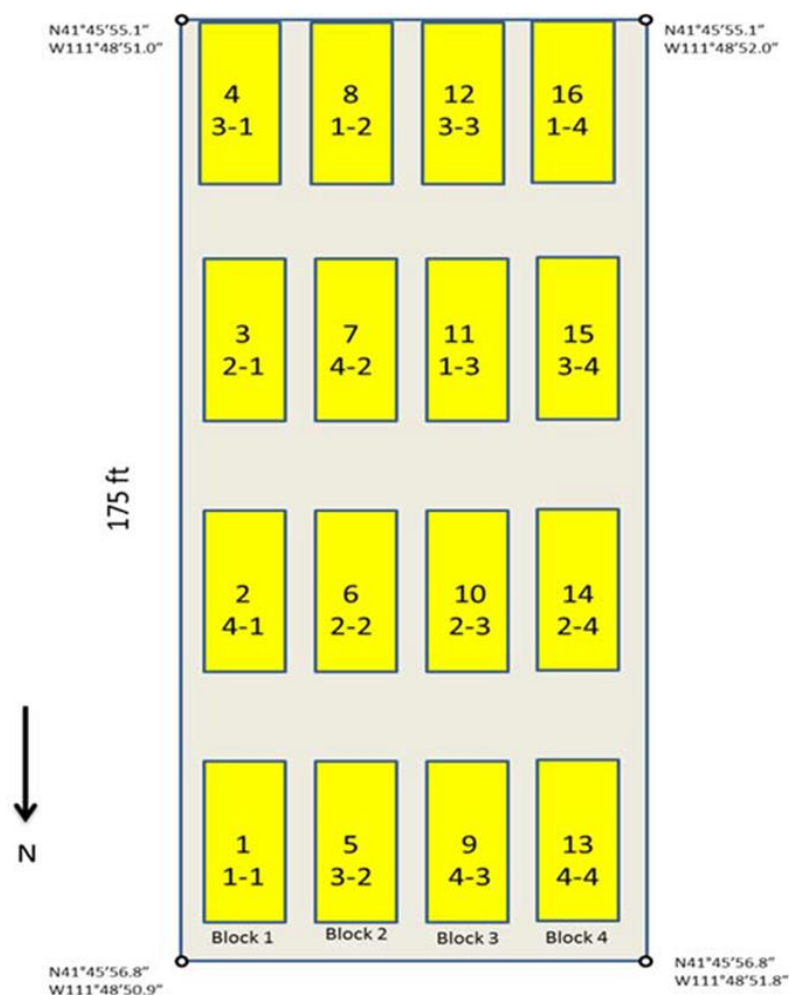 N41°45'55.1"
W111°48'51.0"
N41°45'55.1"
W111°48'52.0"
4
3-1
8
1-2
12
3-3
16
1-4
3
2-1
7
4-2
11
1-3
15
3-4
175 ft
2
4-1
6
2-2
10
2-3
14
2-4
N
1
1-1
5
3-2
9
4-3
13
4-4
Block 1
Block 2
Block 3
Block 4
N41°45'56.8"
W111°48'50.9"
N41°45'56.8"
W111°48'51.8"